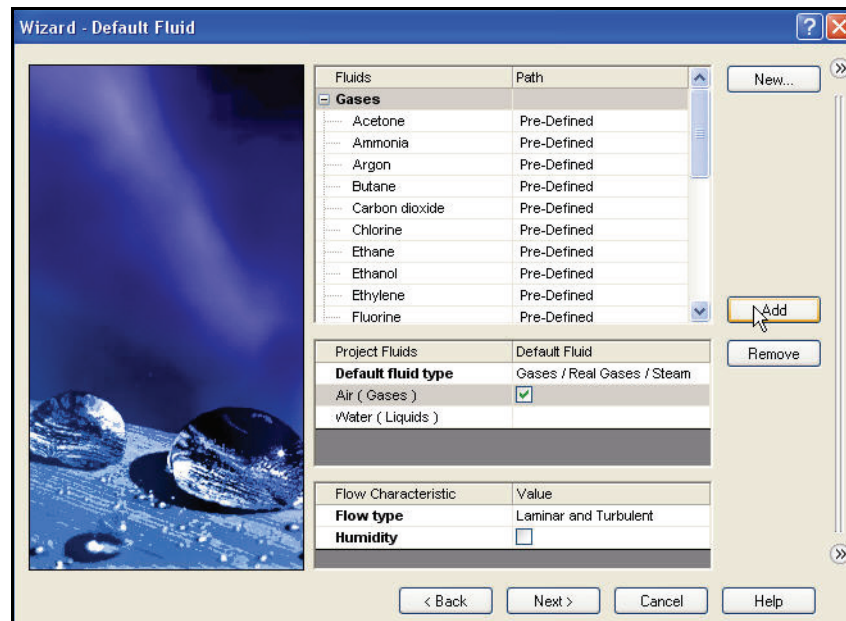 Wizard - Default Fluid
Fluids Path
New...
Gases
Acetone Pre-Defined
Ammonia Pre-Defined
Argon Pre-Defined
Butane Pre-Defined
Carbon dioxide Pre-Defined
Chlorine Pre-Defined
Ethane Pre-Defined
Ethanol Pre-Defined
Ethylene Pre-Defined
Fluorine Pre-Defined
Add
Project Fluids Default Fluid
Remove
Default fluid type Gases / Real Gases / Steam
Air ( Gases )
Water ( Liquids )
Flow Characteristic Value
Flow type Laminar and Turbulent
Humidity
< Back Next > Cancel Help